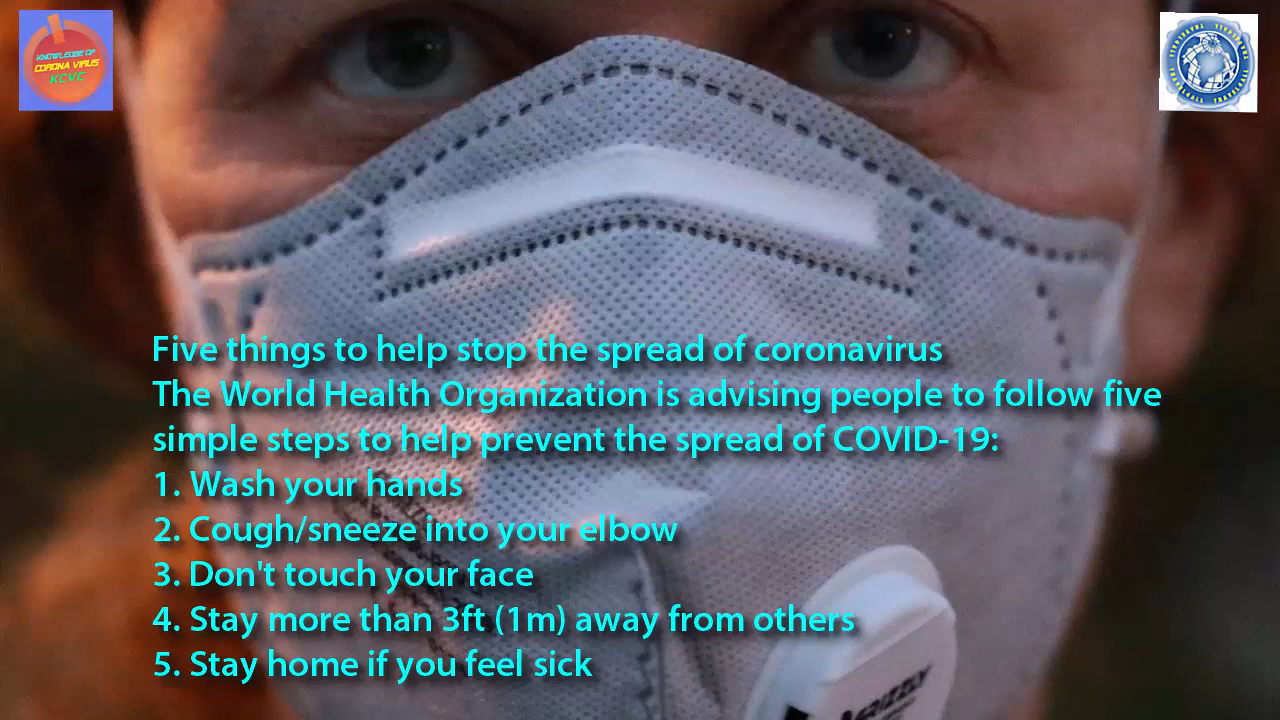 KNOWLEDGE OF
CORONA VIRUS
KCVC
Five things to help stop the spread of coronavirus
The World Health Organization is advising people to follow five
simple steps to help prevent the spread of COVID-19:
1. Wash your hands
2. Cough/sneeze into your elbow
3. Don't touch your face
4. Stay more than 3ft (1m) away from others
5. Stay home if you feel sick
GRIZZLY